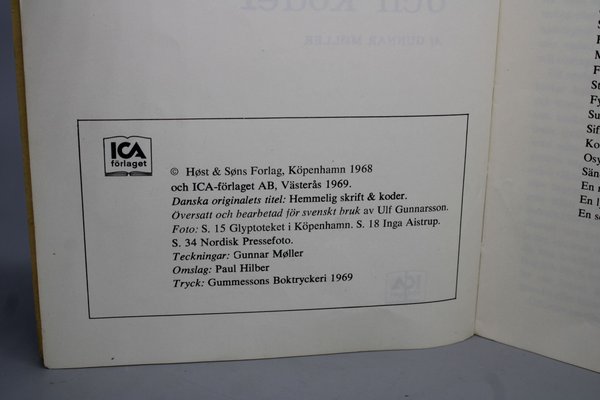 och koder
AF GUNNAR MØLLER
ICA
förlaget
© Høst & Søns Forlag, Köpenhamn 1968
och ICA-förlaget AB, Västerås 1969.
Danska originalets titel: Hemmelig skrift & koder.
Översatt och bearbetad för svenskt bruk av Ulf Gunnarsson.
Foto: S. 15 Glyptoteket i Köpenhamn. S. 18 Inga Aistrup.
S. 34 Nordisk Pressefoto.
Teckningar: Gunnar Møller
Omslag: Paul Hilber
Tryck: Gummessons Boktryckeri 1969
ICA